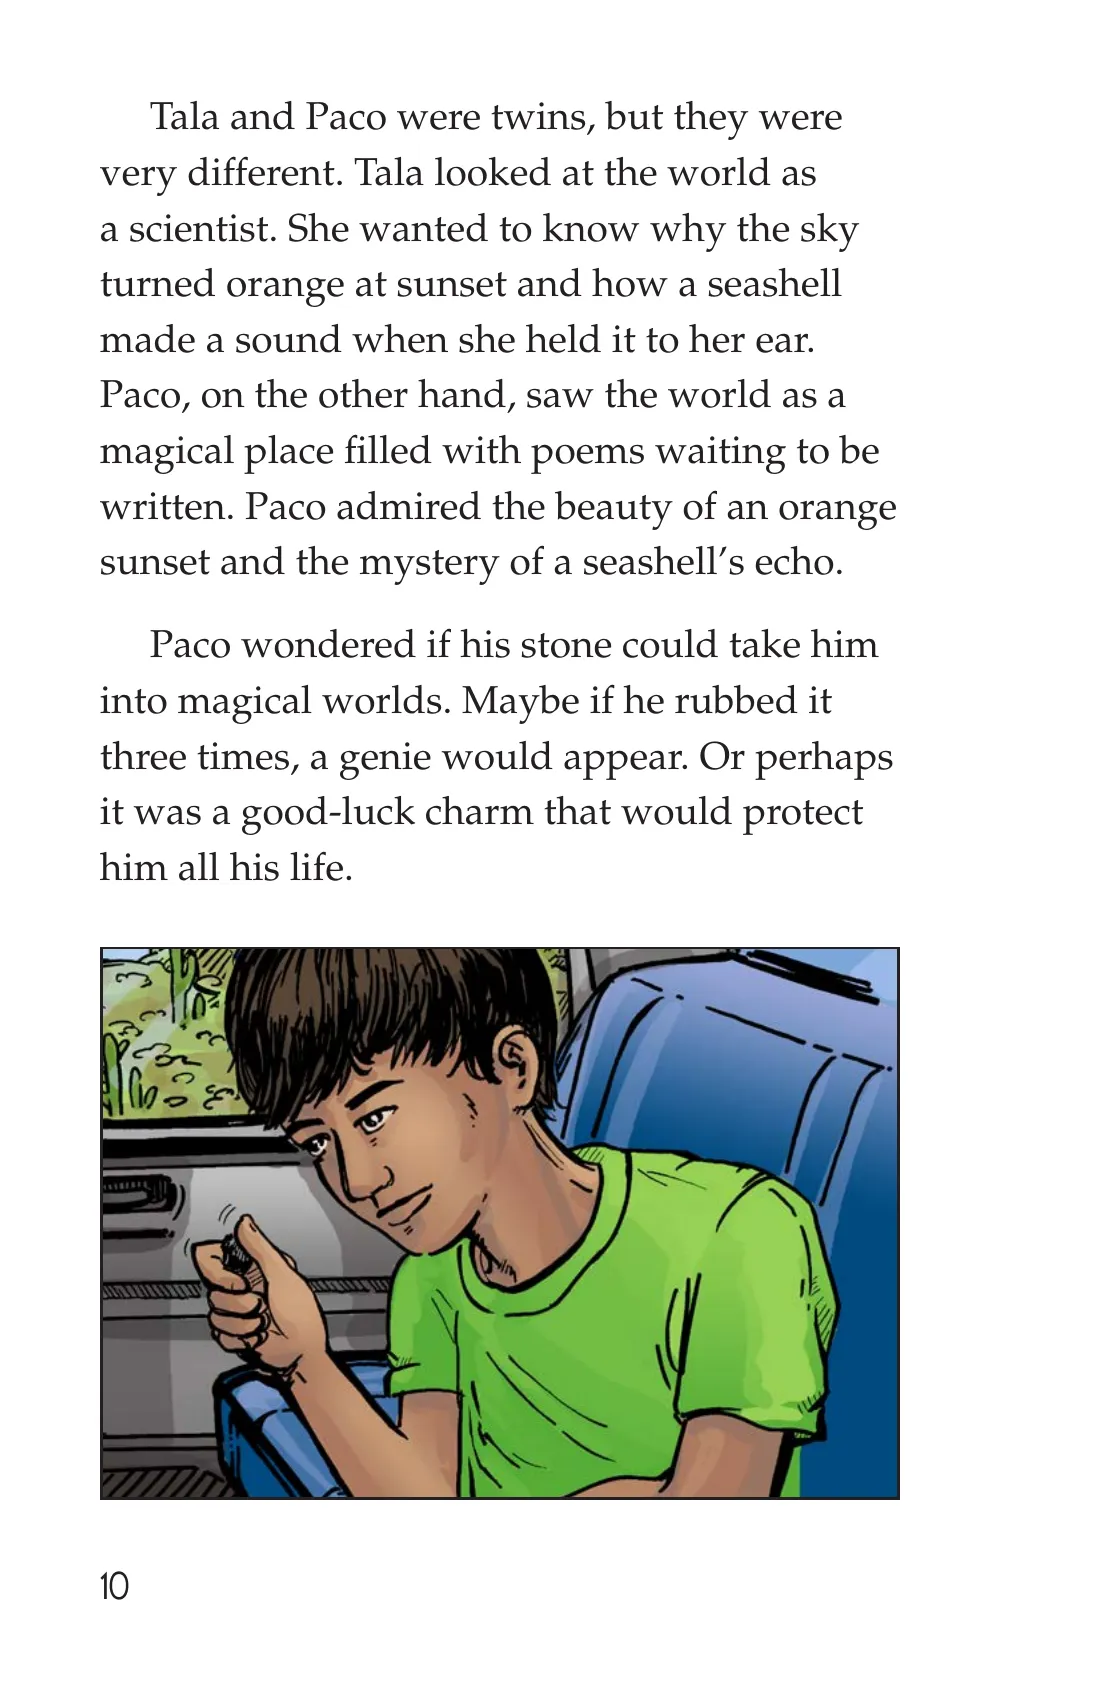 Tala and Paco were twins, but they were
very different. Tala looked at the world as
a scientist. She wanted to know why the sky
turned orange at sunset and how a seashell
made a sound when she held it to her ear.
Paco, on the other hand, saw the world as a
magical place filled with poems waiting to be
written. Paco admired the beauty of an orange
sunset and the mystery of a seashell’s echo.
Paco wondered if his stone could take him
into magical worlds. Maybe if he rubbed it
three times, a genie would appear. Or perhaps
it was a good-luck charm that would protect
him all his life.
10